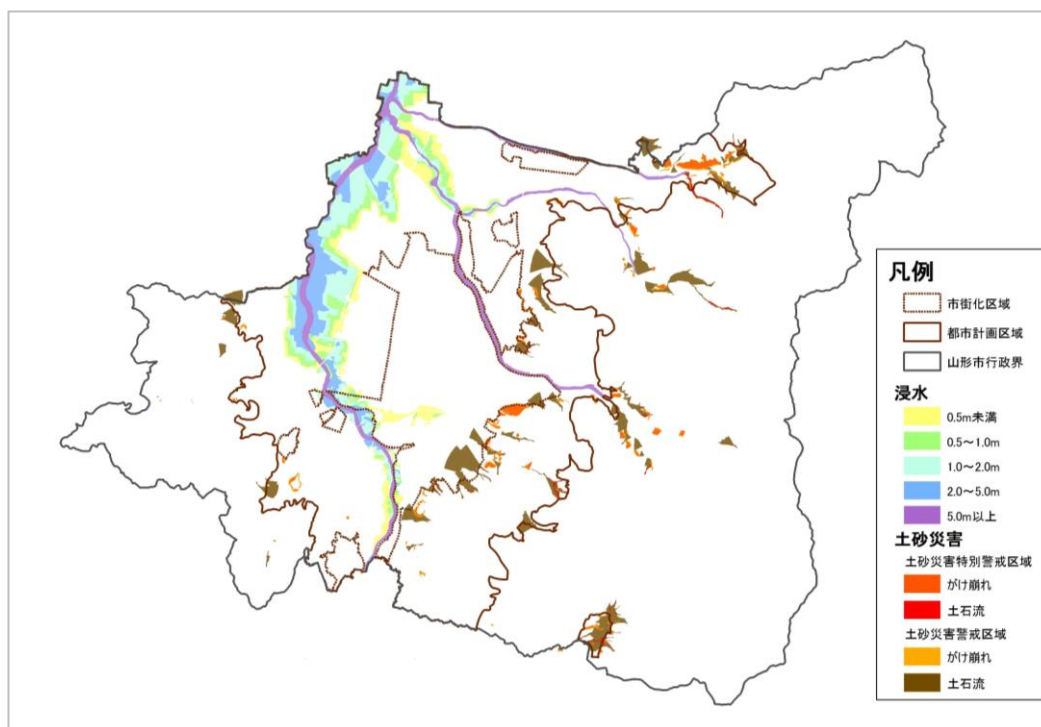 凡例
市街化区域
都市計画区域
山形市行政界
浸水
0.5m未満
0.5～1.0m
1.0～2.0m
2.0～5.0m
5.0m以上
土砂災害
土砂災害特別警戒区域
がけ崩れ
土石流
土砂災害警戒区域
がけ崩れ
土石流